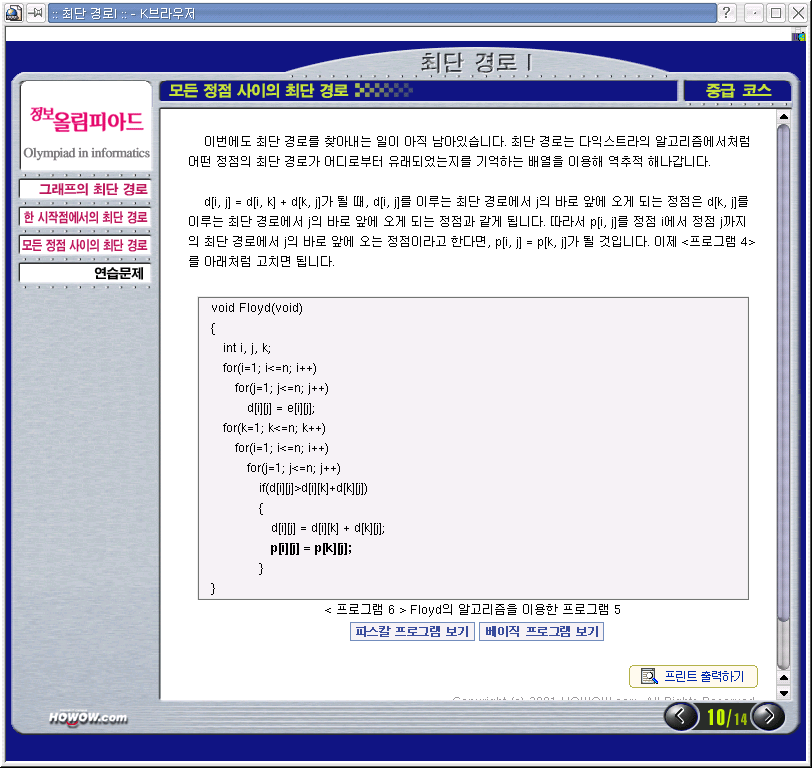 :: 최단 경로I :: - K브라우저
최단 경로 I
모든 정점 사이의 최단 경로
중급 코스
정보올림피아드
Olympiad in informatics
그래프의 최단 경로
한 시작점에서의 최단 경로
모든 정점 사이의 최단 경로
연습문제
이번에도 최단 경로를 찾아내는 일이 아직 남아있습니다. 최단 경로는 다익스트라의 알고리즘에서처럼
어떤 정점의 최단 경로가 어디로부터 유래되었는지를 기억하는 배열을 이용해 역추적 해나갑니다.
d[i, j] = d[i, k] + d[k, j]가 될 때, d[i, j]를 이루는 최단 경로에서 j의 바로 앞에 오게 되는 정점은 d[k, j]를
이루는 최단 경로에서 j의 바로 앞에 오게 되는 정점과 같게 됩니다. 따라서 p[i, j]를 정점 i에서 정점 j까지
의 최단 경로에서 j의 바로 앞에 오는 정점이라고 한다면, p[i, j] = p[k, j]가 될 것입니다. 이제 <프로그램 4>
를 아래처럼 고치면 됩니다.
void Floyd(void)
{
int i, j, k;
for(i=1; i<=n; i++)
for(j=1; j<=n; j++)
d[i][j] = e[i][j];
for(k=1; k<=n; k++)
for(i=1; i<=n; i++)
for(j=1; j<=n; j++)
if(d[i][j]>d[i][k]+d[k][j])
{
d[i][j] = d[i][k] + d[k][j];
p[i][j] = p[k][j];
}
}
< 프로그램 6 > Floyd의 알고리즘을 이용한 프로그램 5
파스칼 프로그램 보기 베이직 프로그램 보기
프린트 출력하기
Copyright (c) 2001 HOWOW.com. All Rights Reserved
HOWOW.com
10/14